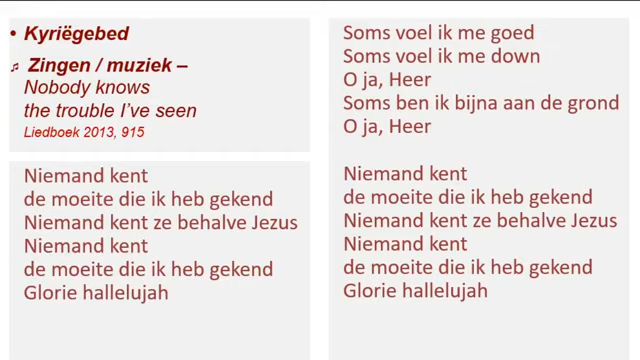 • Kyriëgebed
♬ Zingen / muziek –
Nobody knows
the trouble I've seen
Liedboek 2013, 915
Niemand kent
de moeite die ik heb gekend
Niemand kent ze behalve Jezus
Niemand kent
de moeite die ik heb gekend
Glorie hallelujah
Soms voel ik me goed
Soms voel ik me down
O ja, Heer
Soms ben ik bijna aan de grond
O ja, Heer
Niemand kent
de moeite die ik heb gekend
Niemand kent ze behalve Jezus
Niemand kent
de moeite die ik heb gekend
Glorie hallelujah